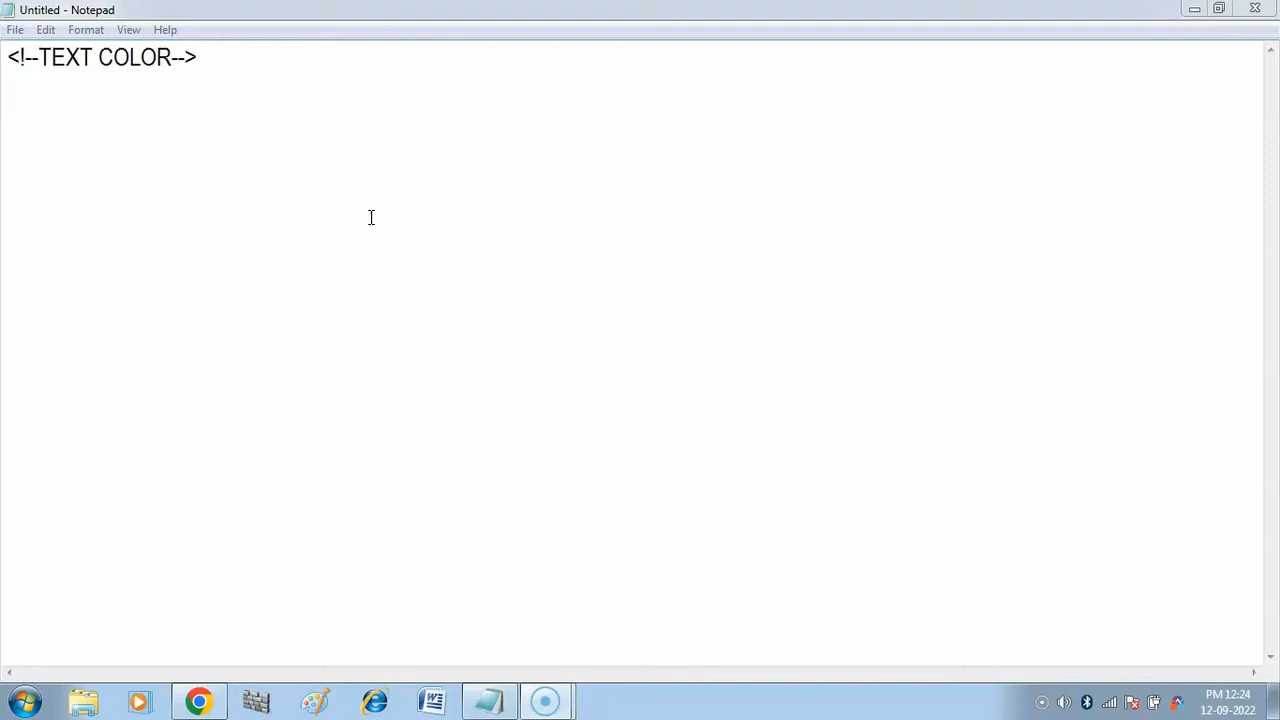 Untitled - Notepad
File Edit Format View Help
<!--TEXT COLOR-->
PM 12:24
12-09-2022